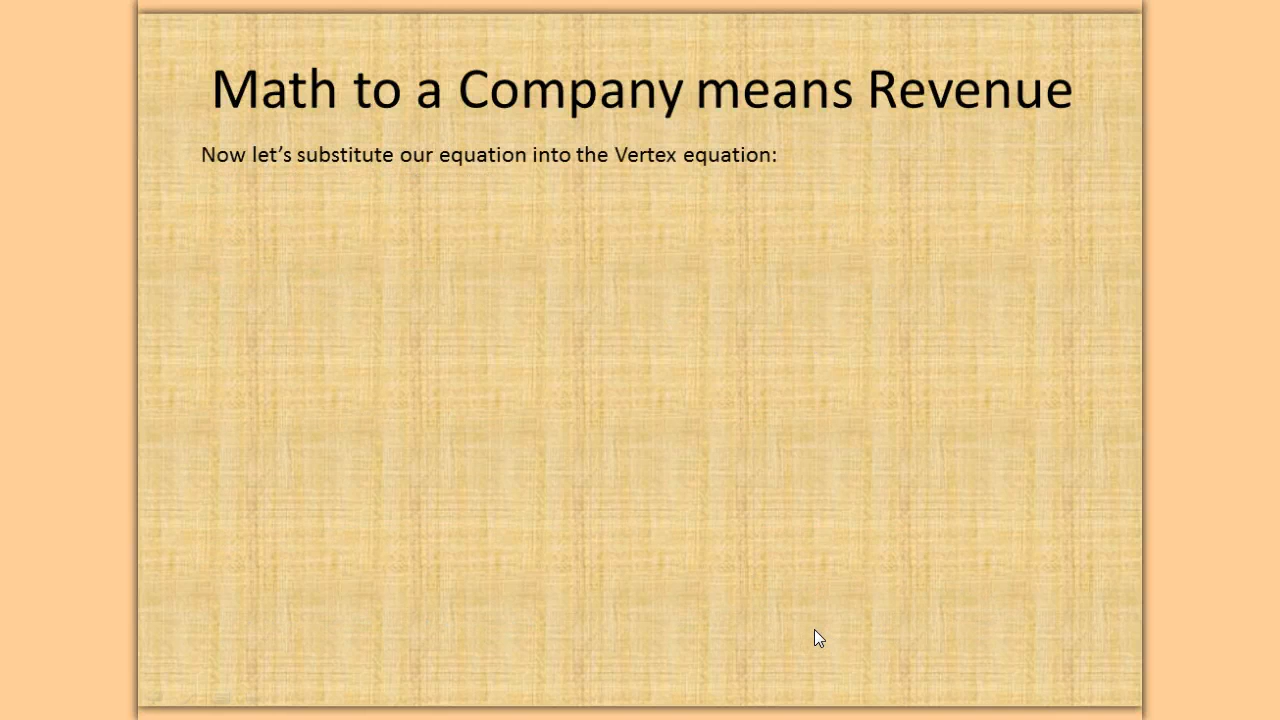 Math to a Company means Revenue
Now let’s substitute our equation into the Vertex equation: